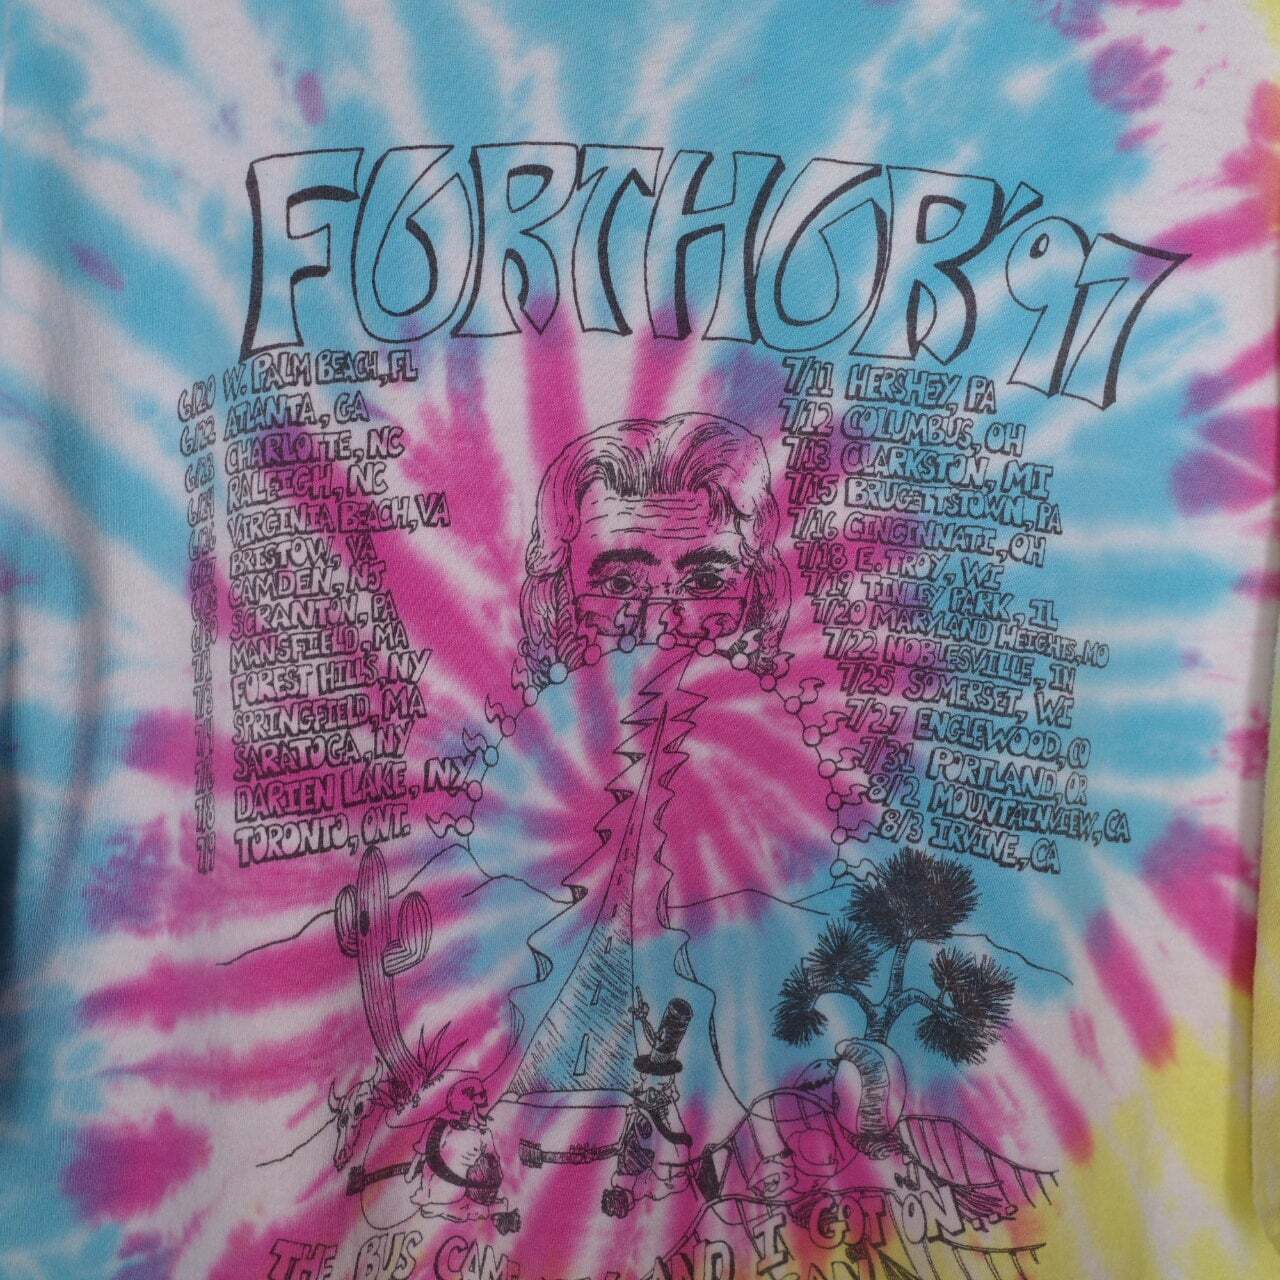 FURTHUR '97
6/20 W. PALM BEACH, FL
6/22 ATLANTA, GA
CHARLOTTE, NC
RALEIGH, NC
VIRGINIA BEACH, VA
BRISTOW, VA
CAMDEN, NJ
SCRANTON, PA
MANSFIELD, MA
FOREST HILLS, NY
SPRINGFIELD, MA
SARATOGA, NY
DARIEN LAKE, NY
TORONTO, ONT.
7/11 HERSHEY, PA
7/12 COLUMBUS, OH
7/13 CLARKSTON, MI
7/15 BRUGETTSTOWN, PA
7/16 CINCINNATI, OH
7/18 E. TROY, WI
7/19 TINLEY PARK, IL
7/20 MARYLAND HEIGHTS, MO
7/22 NOBLESVILLE, IN
7/25 SOMERSET, WI
7/27 ENGLEWOOD, CO
7/31 PORTLAND, OR
8/2 MOUNTAINVIEW, CA
8/3 IRVINE, CA
THE BUS CAME AND I GOT ON...